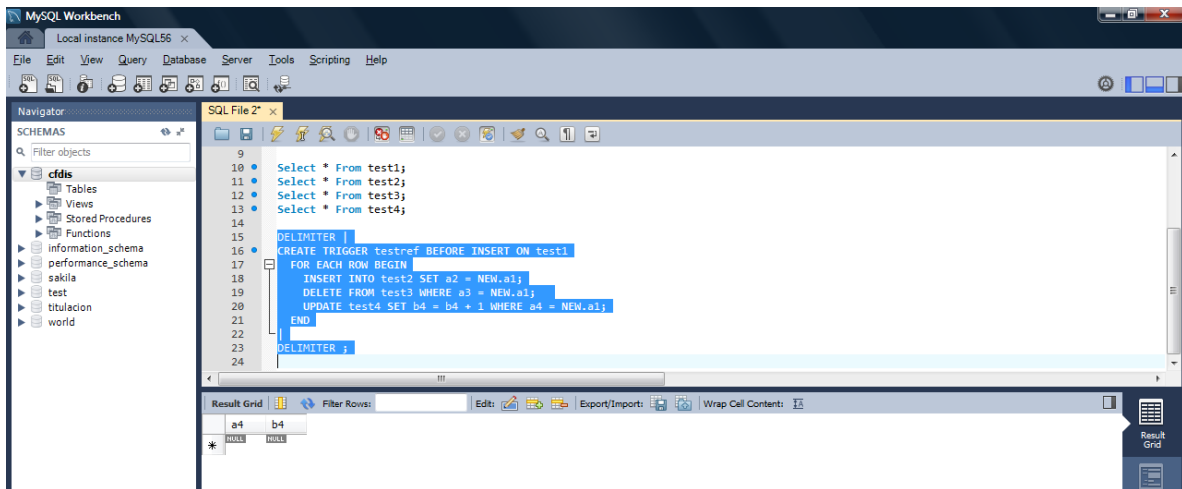 MySQL Workbench
Local instance MySQL56
File Edit View Query Database Server Tools Scripting Help
Navigator
SQL File 2*
SCHEMAS
Filter objects
cfdis
Tables
Views
Stored Procedures
Functions
information_schema
performance_schema
sakila
test
titulacion
world
9
10 Select * From test1;
11 Select * From test2;
12 Select * From test3;
13 Select * From test4;
14
15 DELIMITER |
16 CREATE TRIGGER testref BEFORE INSERT ON test1
17 FOR EACH ROW BEGIN
18 INSERT INTO test2 SET a2 = NEW.a1;
19 DELETE FROM test3 WHERE a3 = NEW.a1;
20 UPDATE test4 SET b4 = b4 + 1 WHERE a4 = NEW.a1;
21 END
22 |
23 DELIMITER ;
24
Result Grid Filter Rows: Edit: Export/Import: Wrap Cell Content:
a4 b4
* NULL NULL
Result
Grid